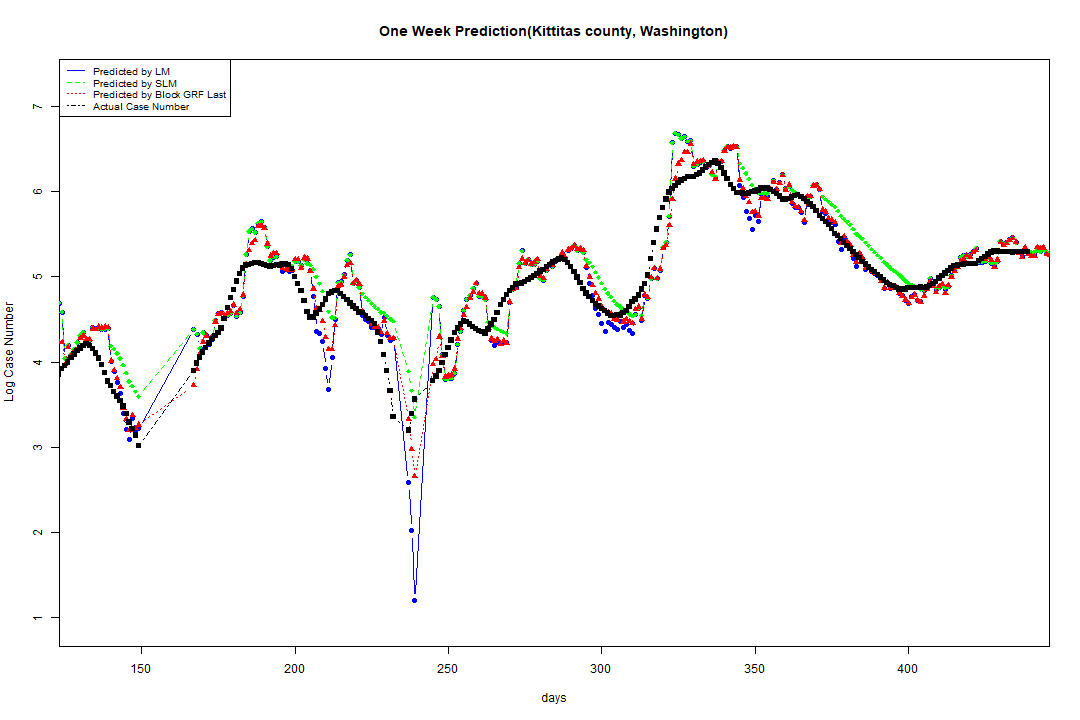 One Week Prediction(Kittitas county, Washington)
Predicted by LM
Predicted by SLM
Predicted by Block GRF Last
Actual Case Number
Log Case Number
7
6
5
4
3
2
1
150 200 250 300 350 400
days